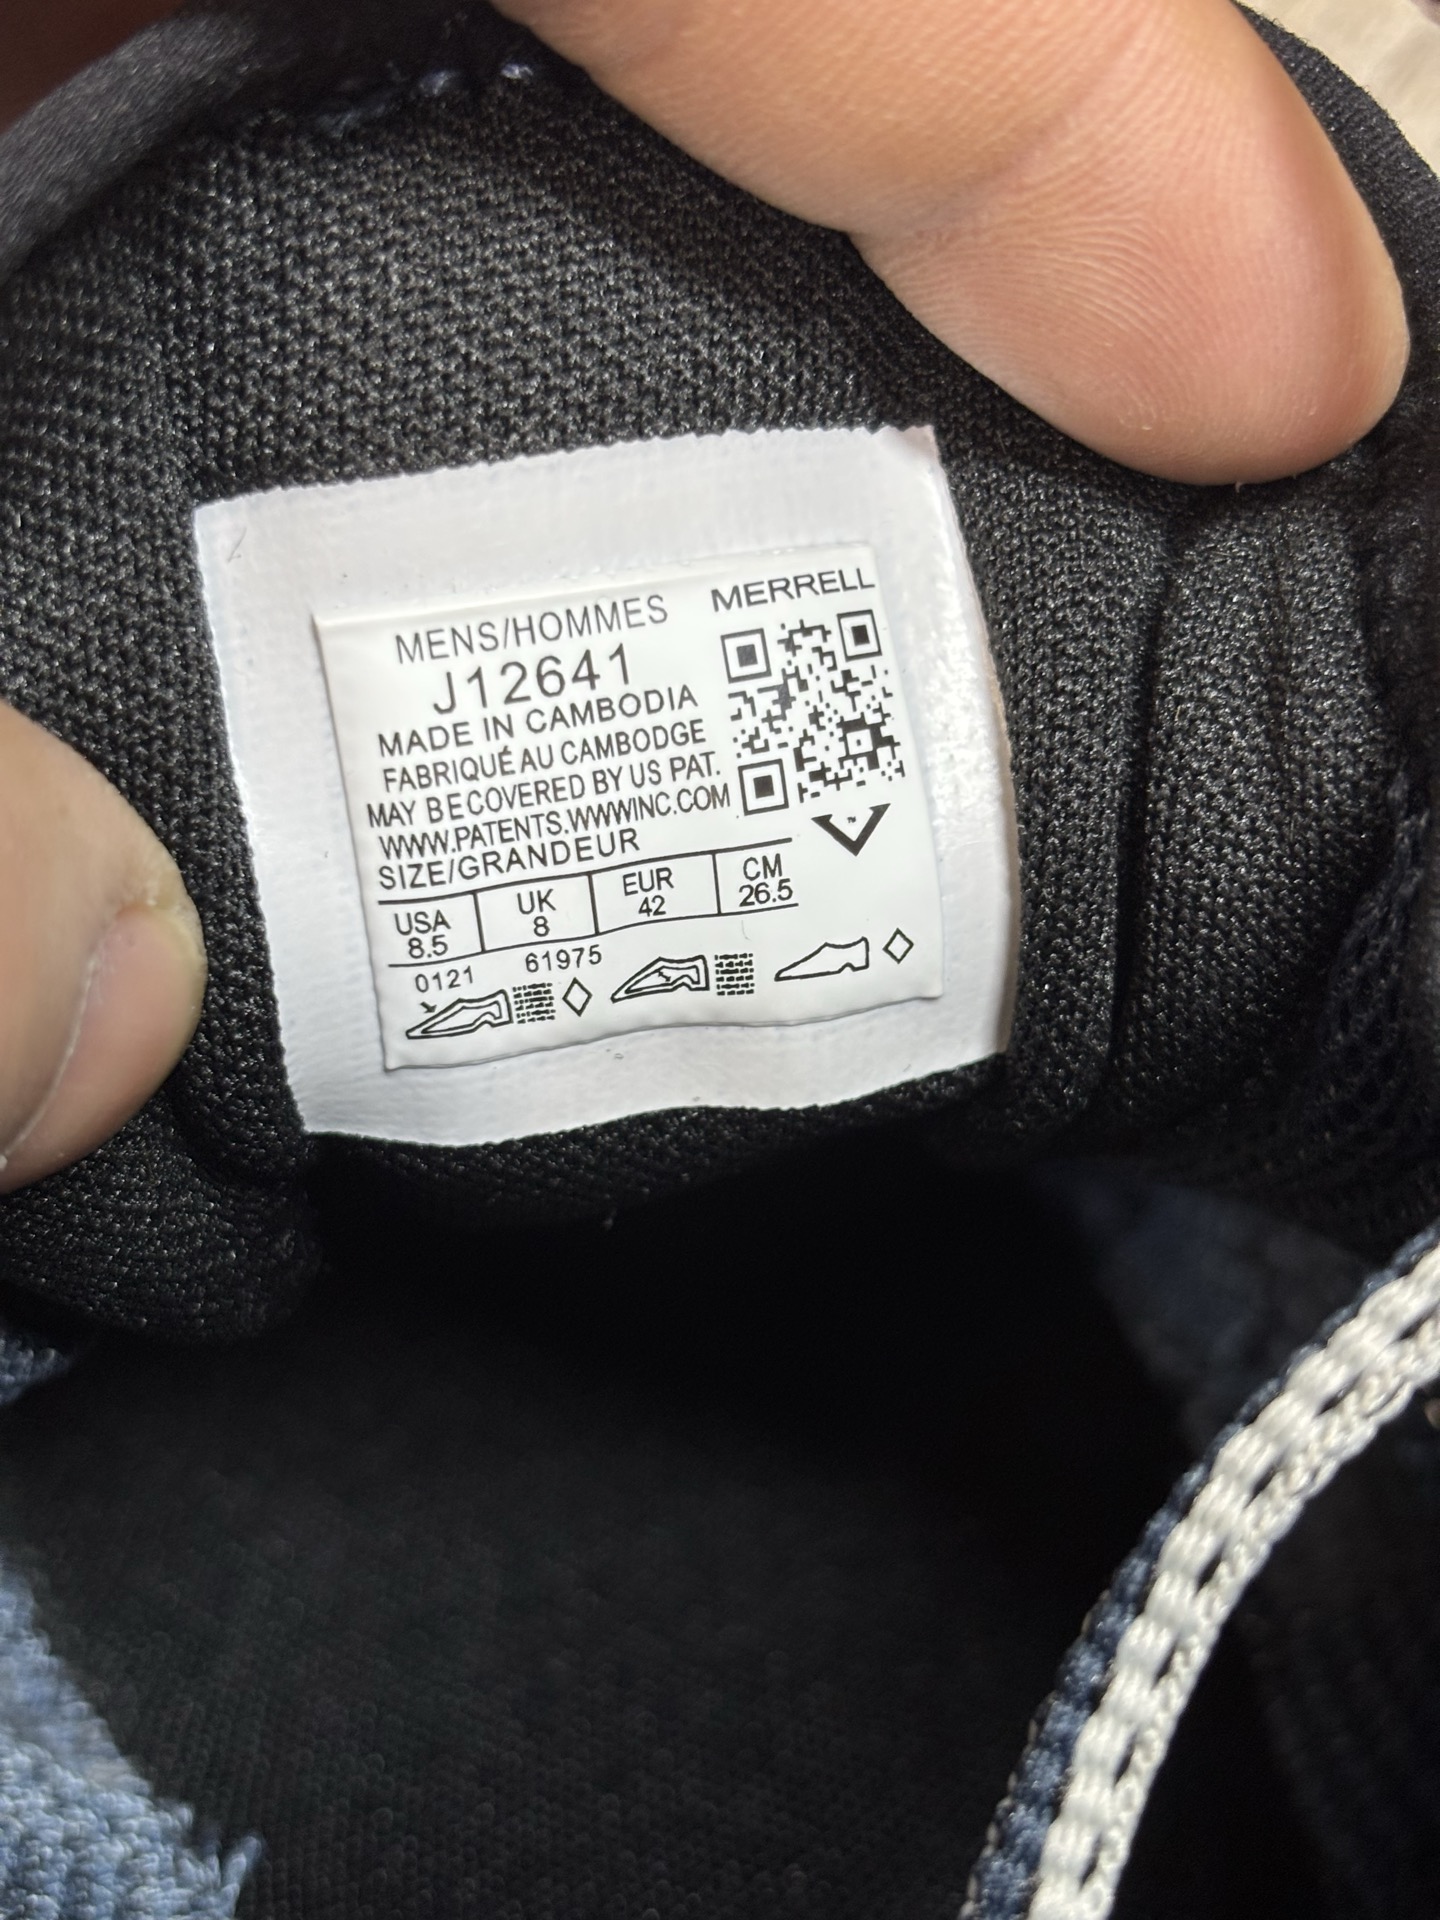 MENS/HOMMES
MERRELL
J12641
MADE IN CAMBODIA
FABRIQUÉ AU CAMBODGE
MAY BE COVERED BY US PAT.
WWW.PATENTS.WWWINC.COM
SIZE/GRANDEUR
USA UK EUR CM
8.5 8 42 26.5
0121 61975